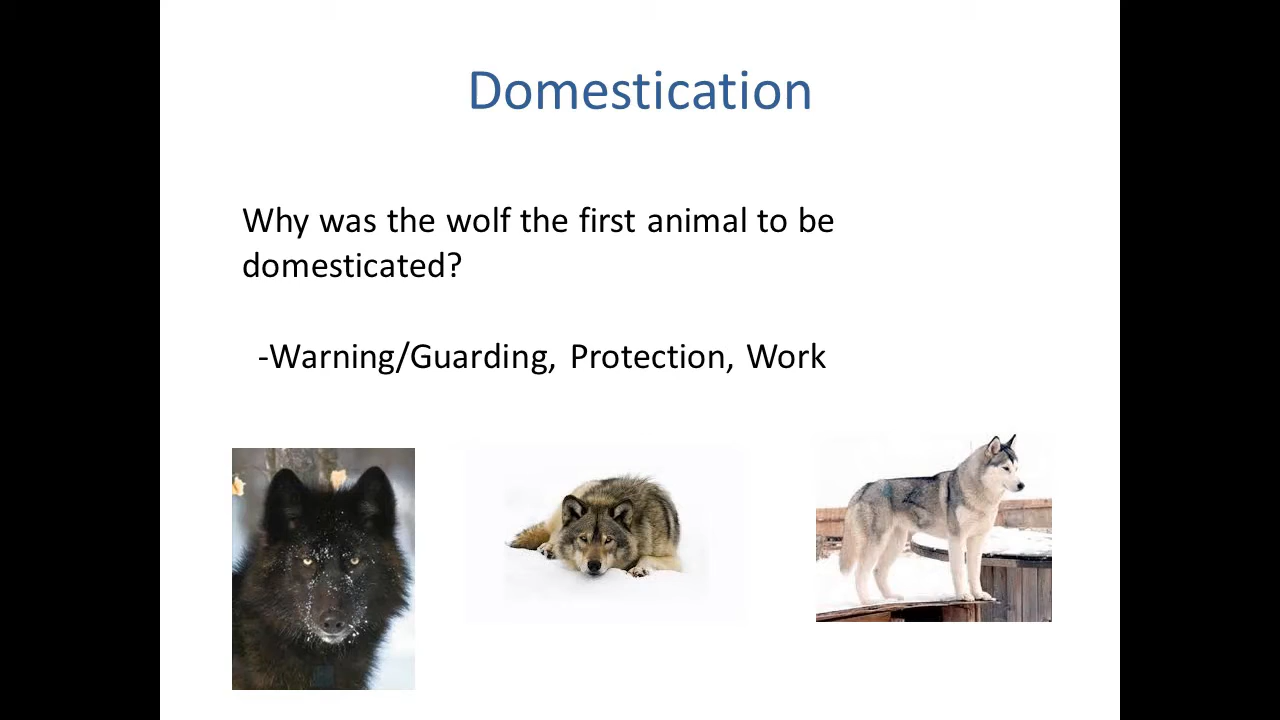 Domestication
Why was the wolf the first animal to be
domesticated?
-Warning/Guarding, Protection, Work